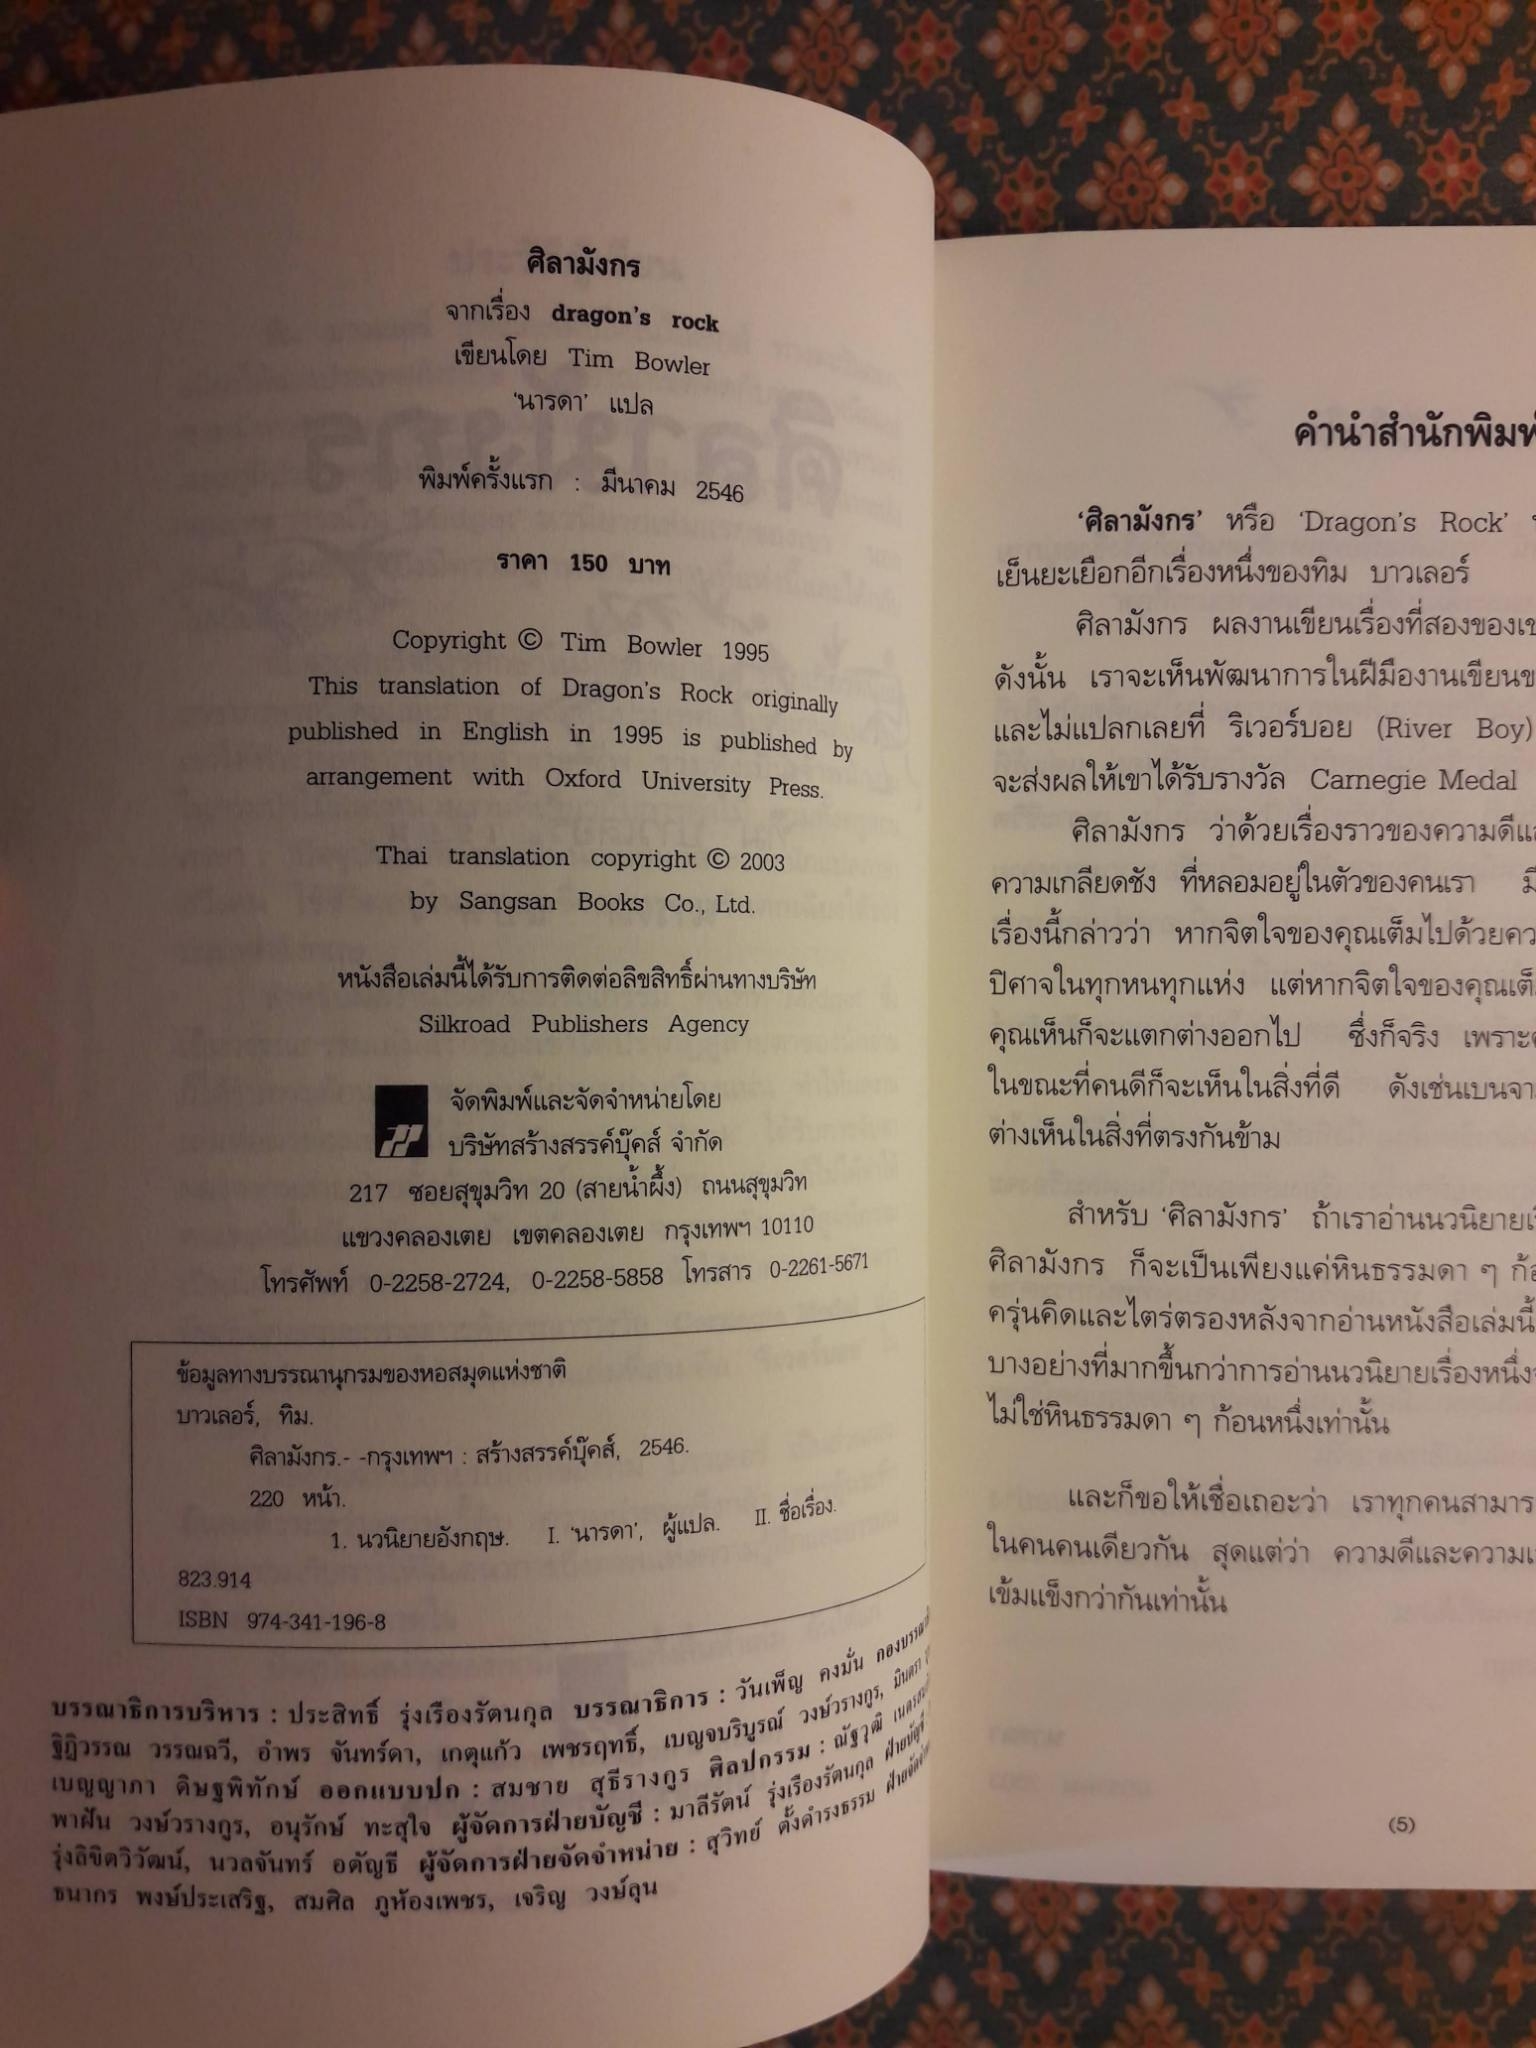 ศิลามังกร
จากเรื่อง dragon's rock
เขียนโดย Tim Bowler
'นารดา' แปล
พิมพ์ครั้งแรก : มีนาคม 2546
ราคา 150 บาท
Copyright © Tim Bowler 1995
This translation of Dragon's Rock originally
published in English in 1995 is published by
arrangement with Oxford University Press.
Thai translation copyright © 2003
by Sangsan Books Co., Ltd.
หนังสือเล่มนี้ได้รับการติดต่อลิขสิทธิ์ผ่านทางบริษัท
Silkroad Publishers Agency
จัดพิมพ์และจัดจำหน่ายโดย
บริษัทสร้างสรรค์บุ๊คส์ จำกัด
217 ซอยสุขุมวิท 20 (สายน้ำผึ้ง) ถนนสุขุมวิท
แขวงคลองเตย เขตคลองเตย กรุงเทพฯ 10110
โทรศัพท์ 0-2258-2724, 0-2258-5858 โทรสาร 0-2261-5671
ข้อมูลทางบรรณานุกรมของหอสมุดแห่งชาติ
บาวเลอร์, ทิม.
ศิลามังกร.- -กรุงเทพฯ : สร้างสรรค์บุ๊คส์, 2546.
220 หน้า.
1. นวนิยายอังกฤษ. I. 'นารดา', ผู้แปล. II. ชื่อเรื่อง.
823.914
ISBN 974-341-196-8
บรรณาธิการบริหาร : ประสิทธิ์ รุ่งเรืองรัตนกุล บรรณาธิการ : วันเพ็ญ คงมั่น
ฐิฏิวรรณ วรรณถวี, อำพร จันทร์ดา, เกตุแก้ว เพชรฤทธิ์, เบญจบริบูรณ์ วงษ์วรางกูร, มินตรา
เบญญาภา ดิษฐพิทักษ์ ออกแบบปก : สมชาย สุธีรางกูร ศิลปกรรม : ณัฐวุฒิ
พาฝัน วงษ์วรางกูร, อนุรักษ์ ทะสุใจ ผู้จัดการฝ่ายบัญชี : มาลีรัตน์ รุ่งเรืองรัตนกุล ฝ่ายบัญชี
รุ่งลิขิตวิวัฒน์, นวลจันทร์ อตัญธี ผู้จัดการฝ่ายจัดจำหน่าย : สุวิทย์ ตั้งดำรงธรรม
ธนากร พงษ์ประเสริฐ, สมศิล ภูห้องเพชร, เจริญ วงษ์ลุน
คำนำสำนักพิมพ์
'ศิลามังกร' หรือ 'Dragon's Rock'
เย็นยะเยือกอีกเรื่องหนึ่งของทิม บาวเลอร์
ศิลามังกร ผลงานเขียนเรื่องที่สองของ
ดังนั้น เราจะเห็นพัฒนาการในฝีมืองานเขียน
และไม่แปลกเลยที่ ริเวอร์บอย (River Boy)
จะส่งผลให้เขาได้รับรางวัล Carnegie Medal
ศิลามังกร ว่าด้วยเรื่องราวของความดี
ความเกลียดชัง ที่หลอมอยู่ในตัวของคนเรา
เรื่องนี้กล่าวว่า หากจิตใจของคุณเต็มไปด้วย
ปิศาจในทุกหนทุกแห่ง แต่หากจิตใจของคุณ
คุณเห็นก็จะแตกต่างออกไป ซึ่งก็จริง เพราะ
ในขณะที่คนดีก็จะเห็นในสิ่งที่ดี ดังเช่น
ต่างเห็นในสิ่งที่ตรงกันข้าม
สำหรับ 'ศิลามังกร' ถ้าเราอ่านนวนิยาย
ศิลามังกร ก็จะเป็นเพียงแค่หินธรรมดา ๆ
ครุ่นคิดและไตร่ตรองหลังจากอ่านหนังสือเล่มนี้
บางอย่างที่มากขึ้นกว่าการอ่านนวนิยายเรื่องหนึ่ง
ไม่ใช่หินธรรมดา ๆ ก้อนหนึ่งเท่านั้น
และก็ขอให้เชื่อเถอะว่า เราทุกคน
ในคนคนเดียวกัน สุดแต่ว่า ความดีและ
เข้มแข็งกว่ากันเท่านั้น
(5)